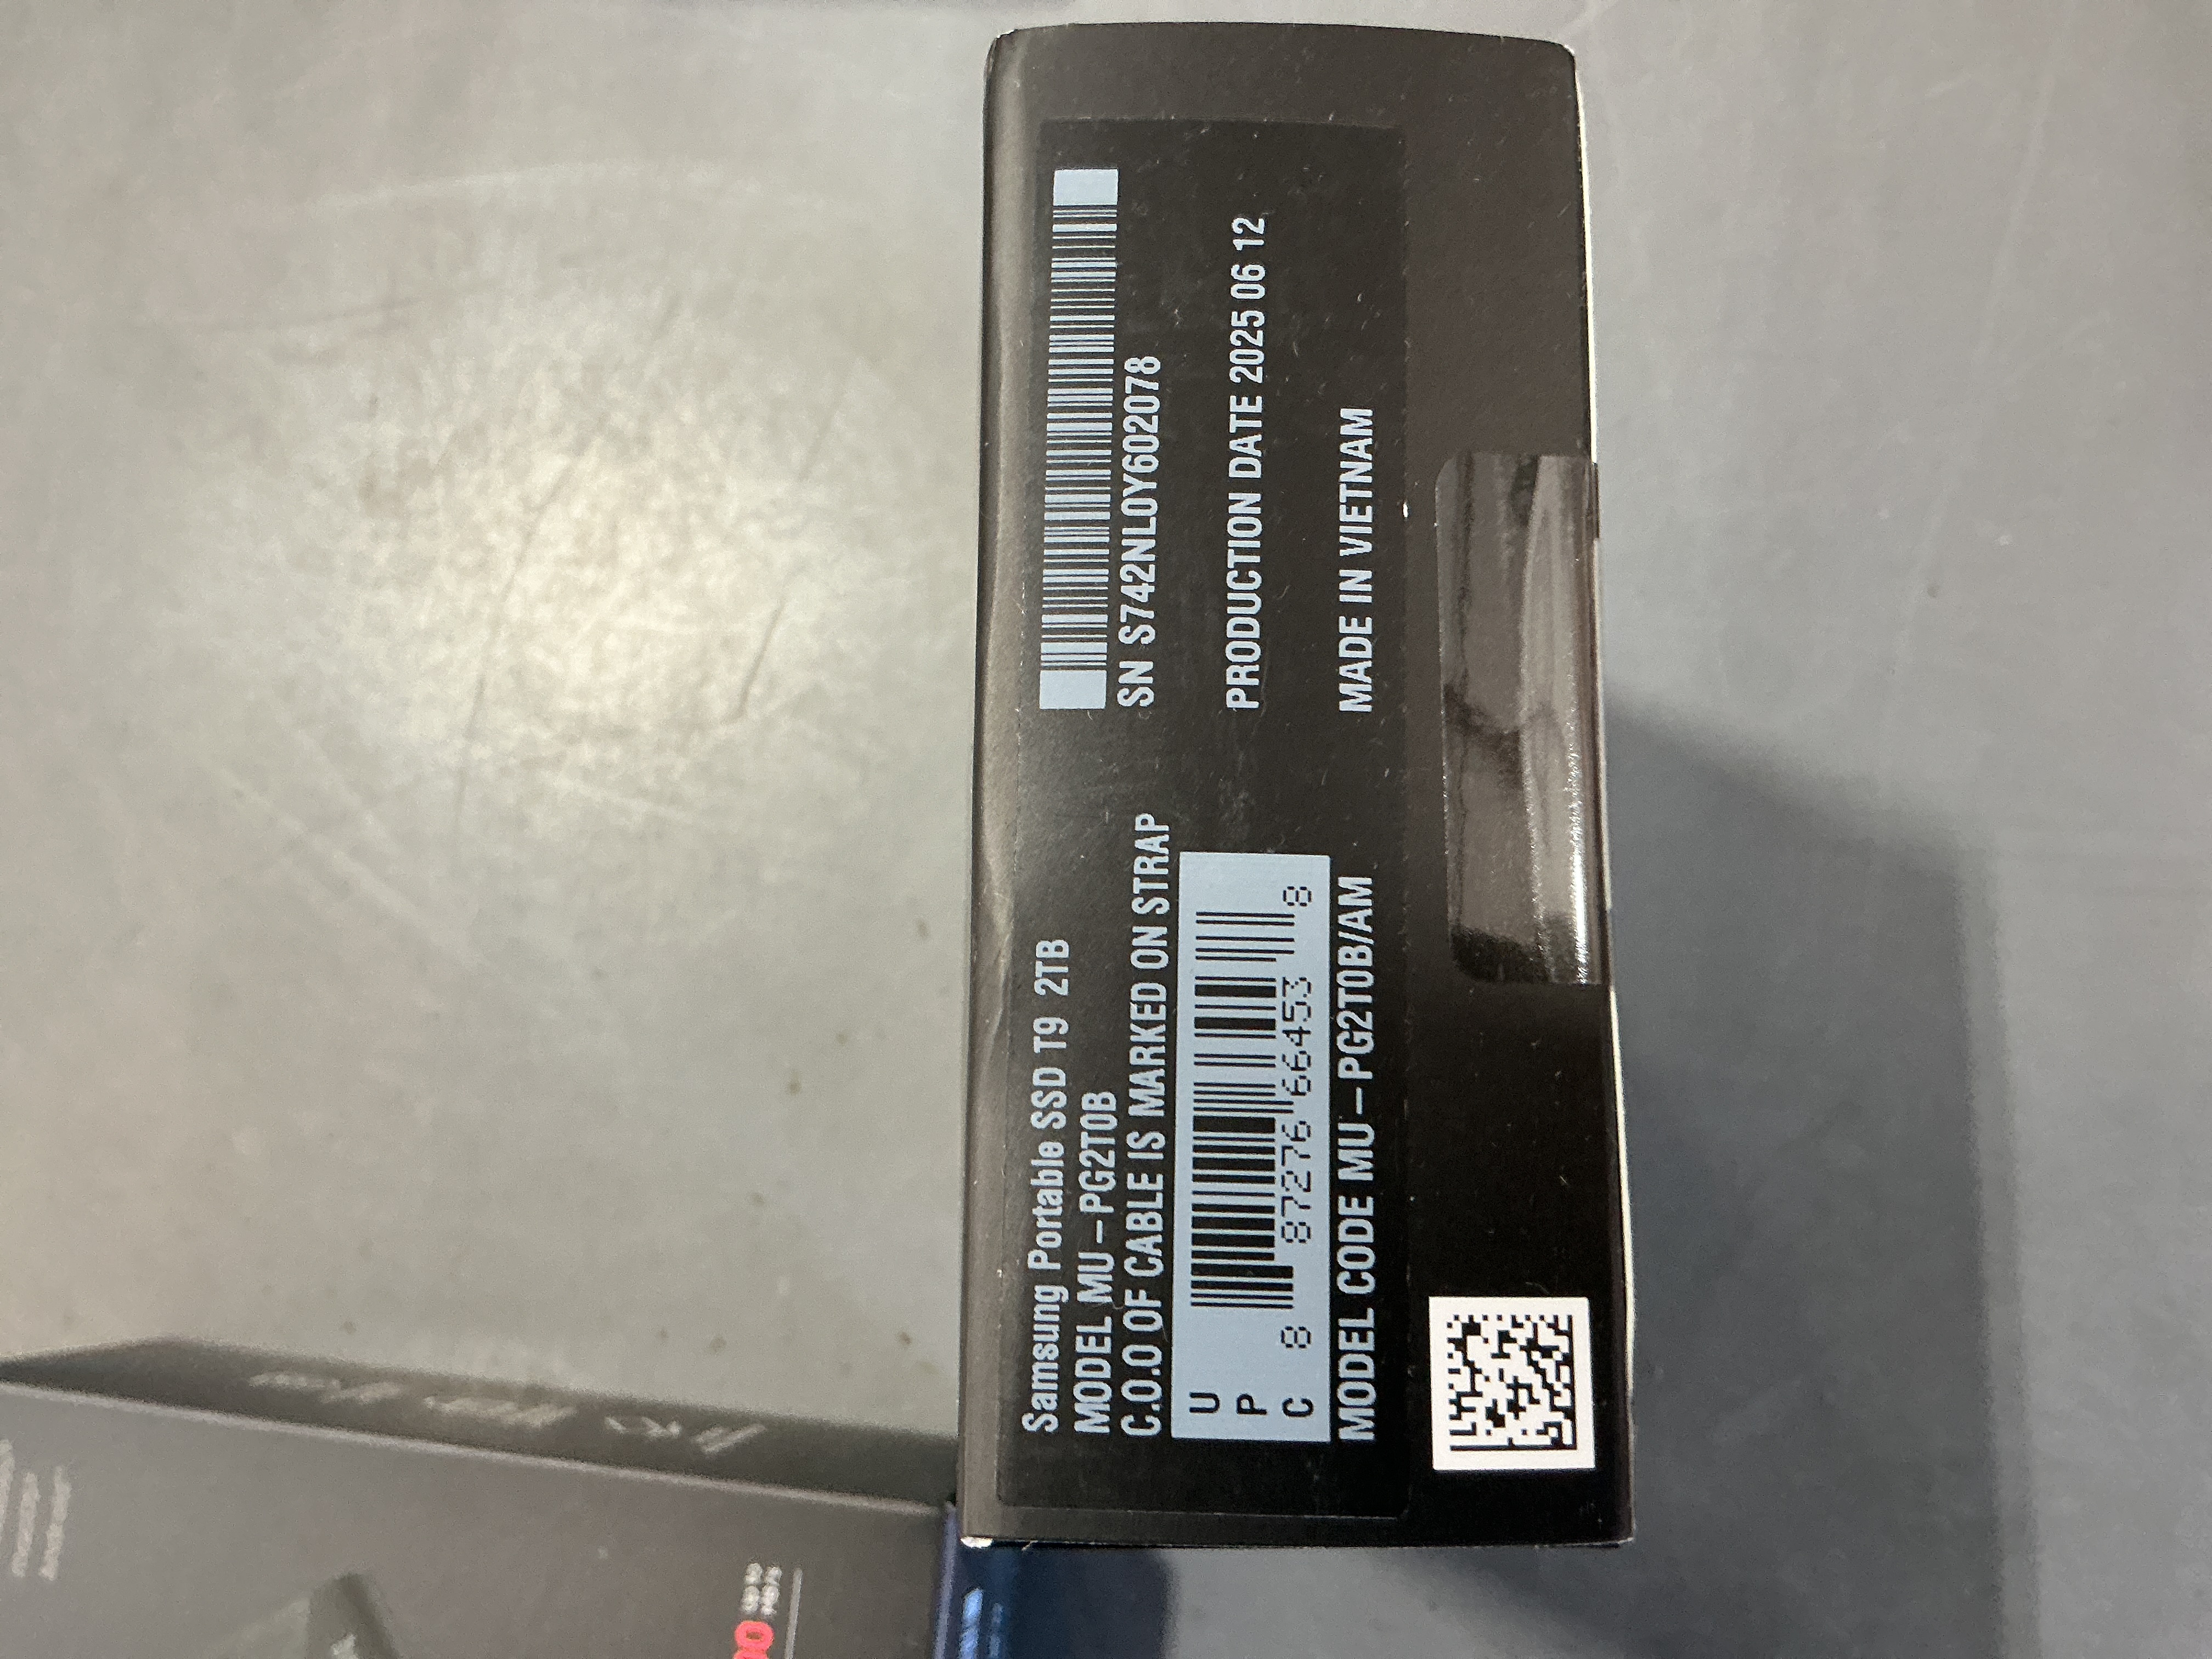 Samsung Portable SSD T9 2TB
MODEL MU-PG2T0B
C.O.O OF CABLE IS MARKED ON STRAP
UPC
8 87276 66453 8
MODEL CODE MU-PG2T0B/AM
SN S742NL0Y602078
PRODUCTION DATE 2025 06 12
MADE IN VIETNAM